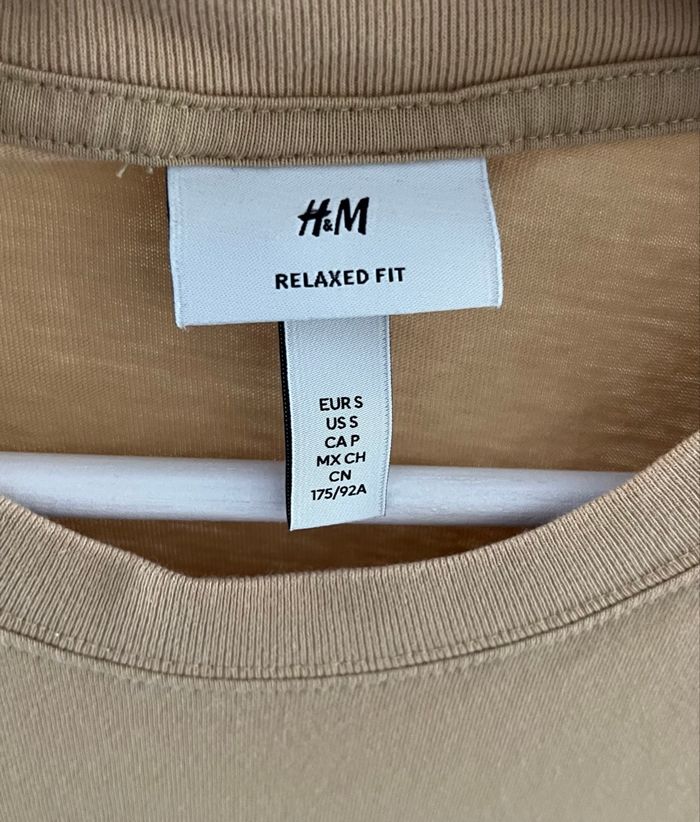 H&M
RELAXED FIT
EUR S
US S
CA P
MX CH
CN
175/92A